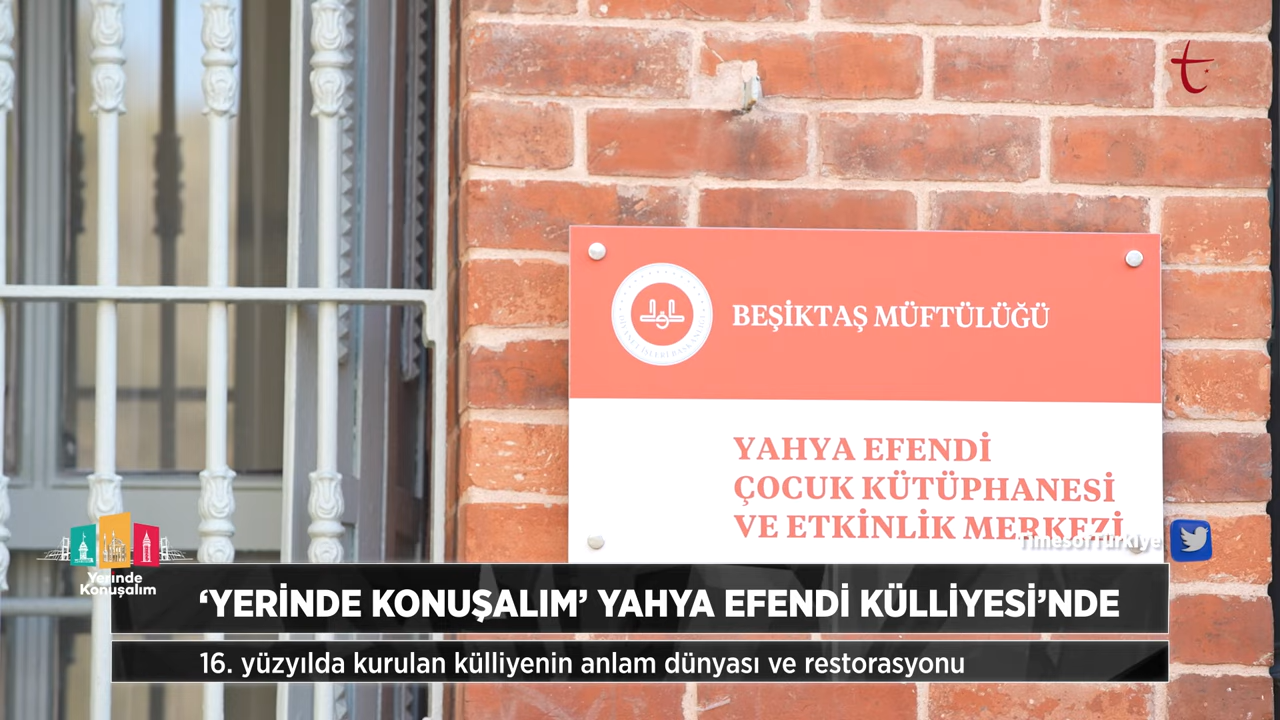 BEŞİKTAŞ MÜFTÜLÜĞÜ
YAHYA EFENDİ
ÇOCUK KÜTÜPHANESİ
VE ETKİNLİK MERKEZİ
TimesofTürkiye
Yerinde
Konuşalım
‘YERİNDE KONUŞALIM’ YAHYA EFENDİ KÜLLİYESİ’NDE
16. yüzyılda kurulan külliyenin anlam dünyası ve restorasyonu